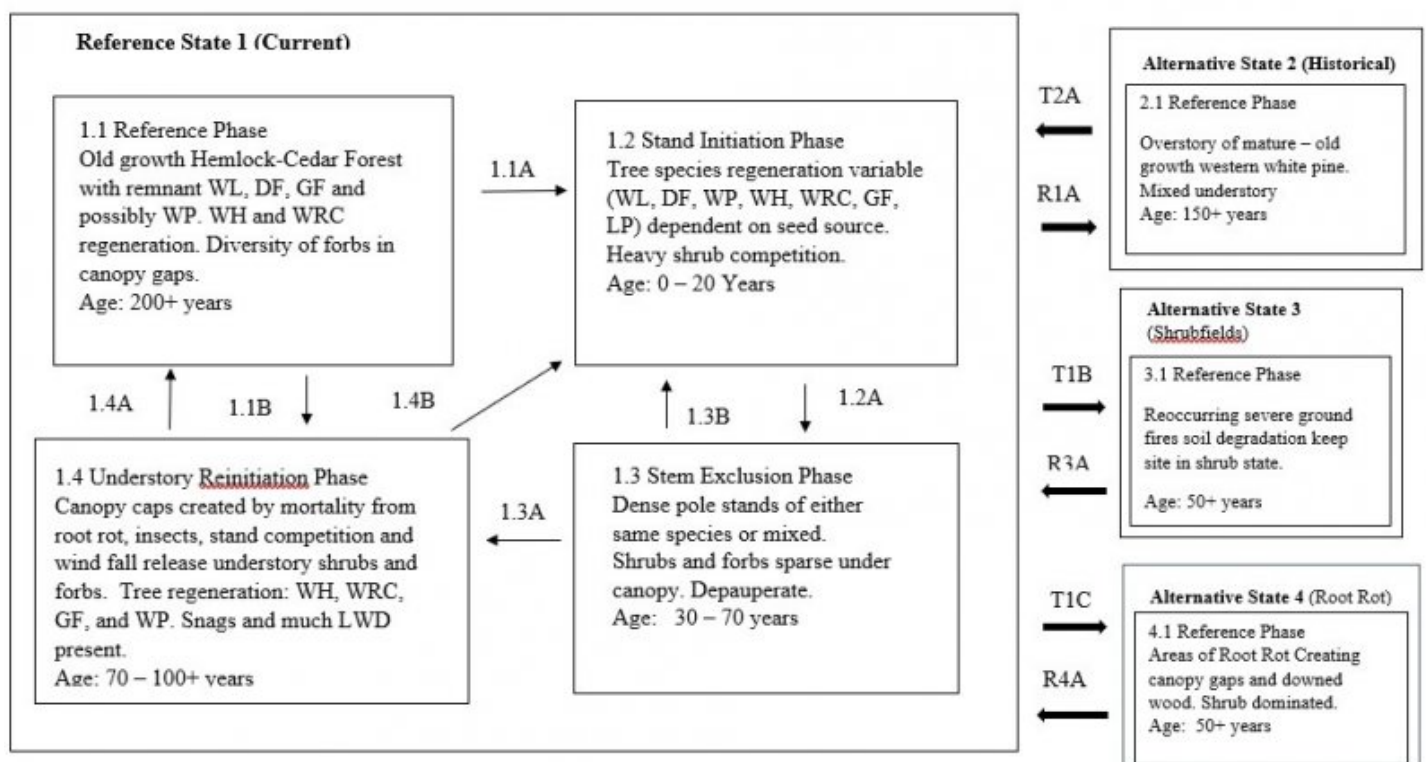 Reference State 1 (Current)
1.1 Reference Phase
Old growth Hemlock-Cedar Forest
with remnant WL, DF, GF and
possibly WP. WH and WRC
regeneration. Diversity of forbs in
canopy gaps.
Age: 200+ years
1.1A
1.2 Stand Initiation Phase
Tree species regeneration variable
(WL, DF, WP, WH, WRC, GF,
LP) dependent on seed source.
Heavy shrub competition.
Age: 0 – 20 Years
1.4A
1.1B
1.4B
1.3B
1.2A
1.4 Understory Reinitiation Phase
Canopy caps created by mortality from
root rot, insects, stand competition and
wind fall release understory shrubs and
forbs. Tree regeneration: WH, WRC,
GF, and WP. Snags and much LWD
present.
Age: 70 – 100+ years
1.3A
1.3 Stem Exclusion Phase
Dense pole stands of either
same species or mixed.
Shrubs and forbs sparse under
canopy. Depauperate.
Age: 30 – 70 years
T2A
R1A
Alternative State 2 (Historical)
2.1 Reference Phase
Overstory of mature – old
growth western white pine.
Mixed understory
Age: 150+ years
T1B
R3A
Alternative State 3
(Shrubfields)
3.1 Reference Phase
Reoccurring severe ground
fires soil degradation keep
site in shrub state.
Age: 50+ years
T1C
R4A
Alternative State 4 (Root Rot)
4.1 Reference Phase
Areas of Root Rot Creating
canopy gaps and downed
wood. Shrub dominated.
Age: 50+ years